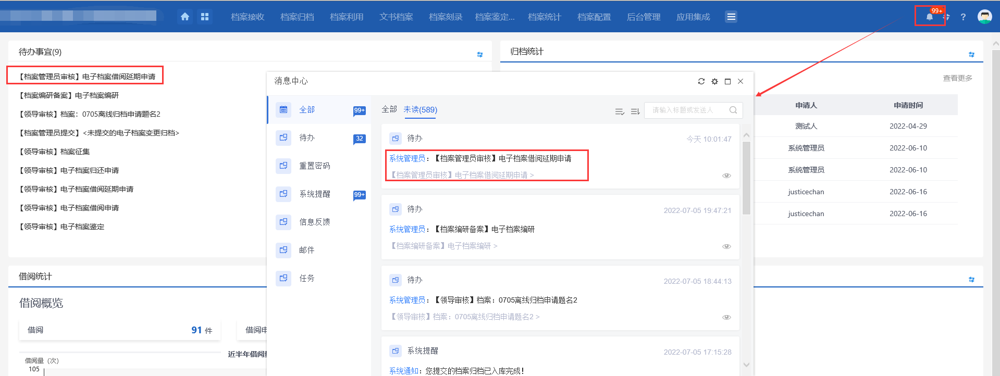 档案接收 档案归档 档案利用 文书档案 档案刻录 档案鉴定... 档案统计 档案配置 后台管理 应用集成 99+ ?
待办事宜(9)
【档案管理员审核】电子档案借阅延期申请
【档案编研备案】电子档案编研
【领导审核】档案：0705离线归档申请题名2
【档案管理员提交】<未提交的电子档案变更归档>
【领导审核】档案征集
【领导审核】电子档案归还申请
【领导审核】电子档案借阅延期申请
【领导审核】电子档案借阅申请
【领导审核】电子档案鉴定
归档统计
查看更多
申请人 申请时间
测试人 2022-04-29
系统管理员 2022-06-10
系统管理员 2022-06-10
justicechan 2022-06-16
justicechan 2022-06-16
消息中心
全部 99+
待办 32
重置密码
系统提醒 99+
信息反馈
邮件
任务
全部 未读(589) 请输入标题或发送人
待办 今天 10:01:47
系统管理员：【档案管理员审核】电子档案借阅延期申请
【档案管理员审核】电子档案借阅延期申请 >
待办 2022-07-05 19:47:21
系统管理员：【档案编研备案】电子档案编研
【档案编研备案】电子档案编研 >
待办 2022-07-05 18:44:13
系统管理员：【领导审核】档案：0705离线归档申请题名2
【领导审核】档案：0705离线归档申请题名2 >
系统提醒 2022-07-05 17:15:28
系统通知：您提交的档案归档已入库完成！
借阅统计
借阅概览
借阅 91 件 借阅申
近半年借阅量
借阅量（次）
105